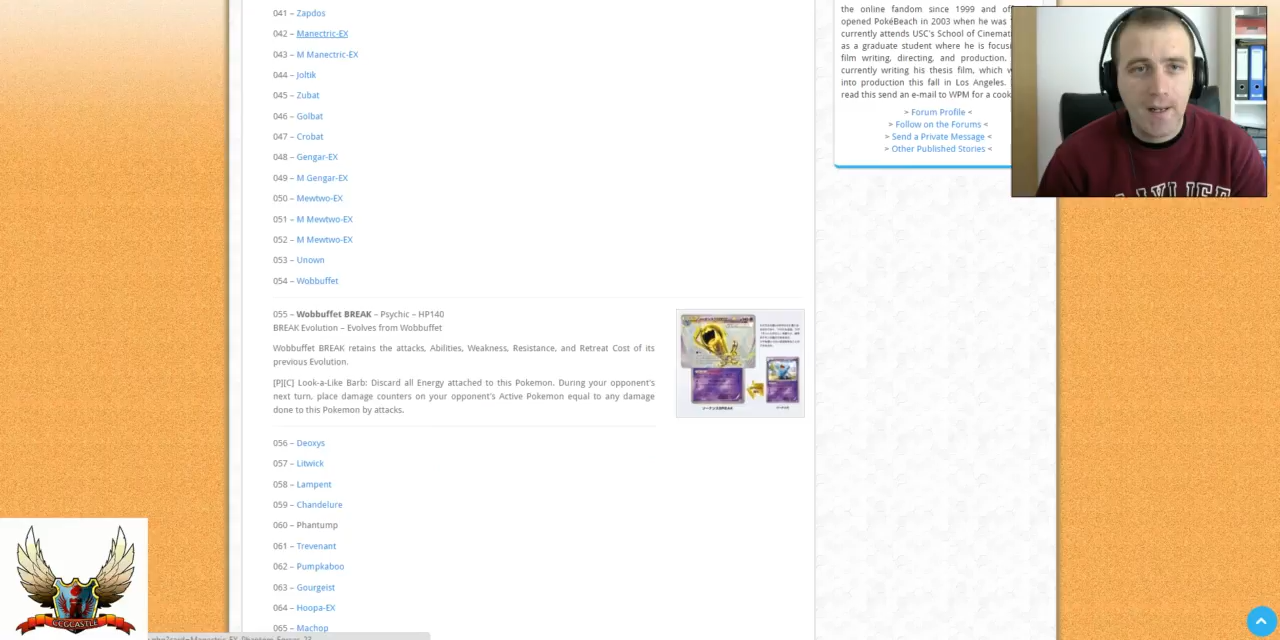 041 – Zapdos
042 – Manectric-EX
043 – M Manectric-EX
044 – Joltik
045 – Zubat
046 – Golbat
047 – Crobat
048 – Gengar-EX
049 – M Gengar-EX
050 – Mewtwo-EX
051 – M Mewtwo-EX
052 – M Mewtwo-EX
053 – Unown
054 – Wobbuffet
055 – Wobbuffet BREAK – Psychic – HP140
BREAK Evolution – Evolves from Wobbuffet
Wobbuffet BREAK retains the attacks, Abilities, Weakness, Resistance, and Retreat Cost of its
previous Evolution.
[P][C] Look-a-Like Barb: Discard all Energy attached to this Pokemon. During your opponent's
next turn, place damage counters on your opponent's Active Pokemon equal to any damage
done to this Pokemon by attacks.
056 – Deoxys
057 – Litwick
058 – Lampent
059 – Chandelure
060 – Phantump
061 – Trevenant
062 – Pumpkaboo
063 – Gourgeist
064 – Hoopa-EX
065 – Machop
the online fandom since 1999 and
opened PokéBeach in 2003 when he was
currently attends USC's School of
as a graduate student where he is
film writing, directing, and production.
currently writing his thesis film, which
into production this fall in Los Angeles.
read this send an e-mail to WPM for a
> Forum Profile <
> Follow on the Forums <
> Send a Private Message <
> Other Published Stories <
CCGCASTLE